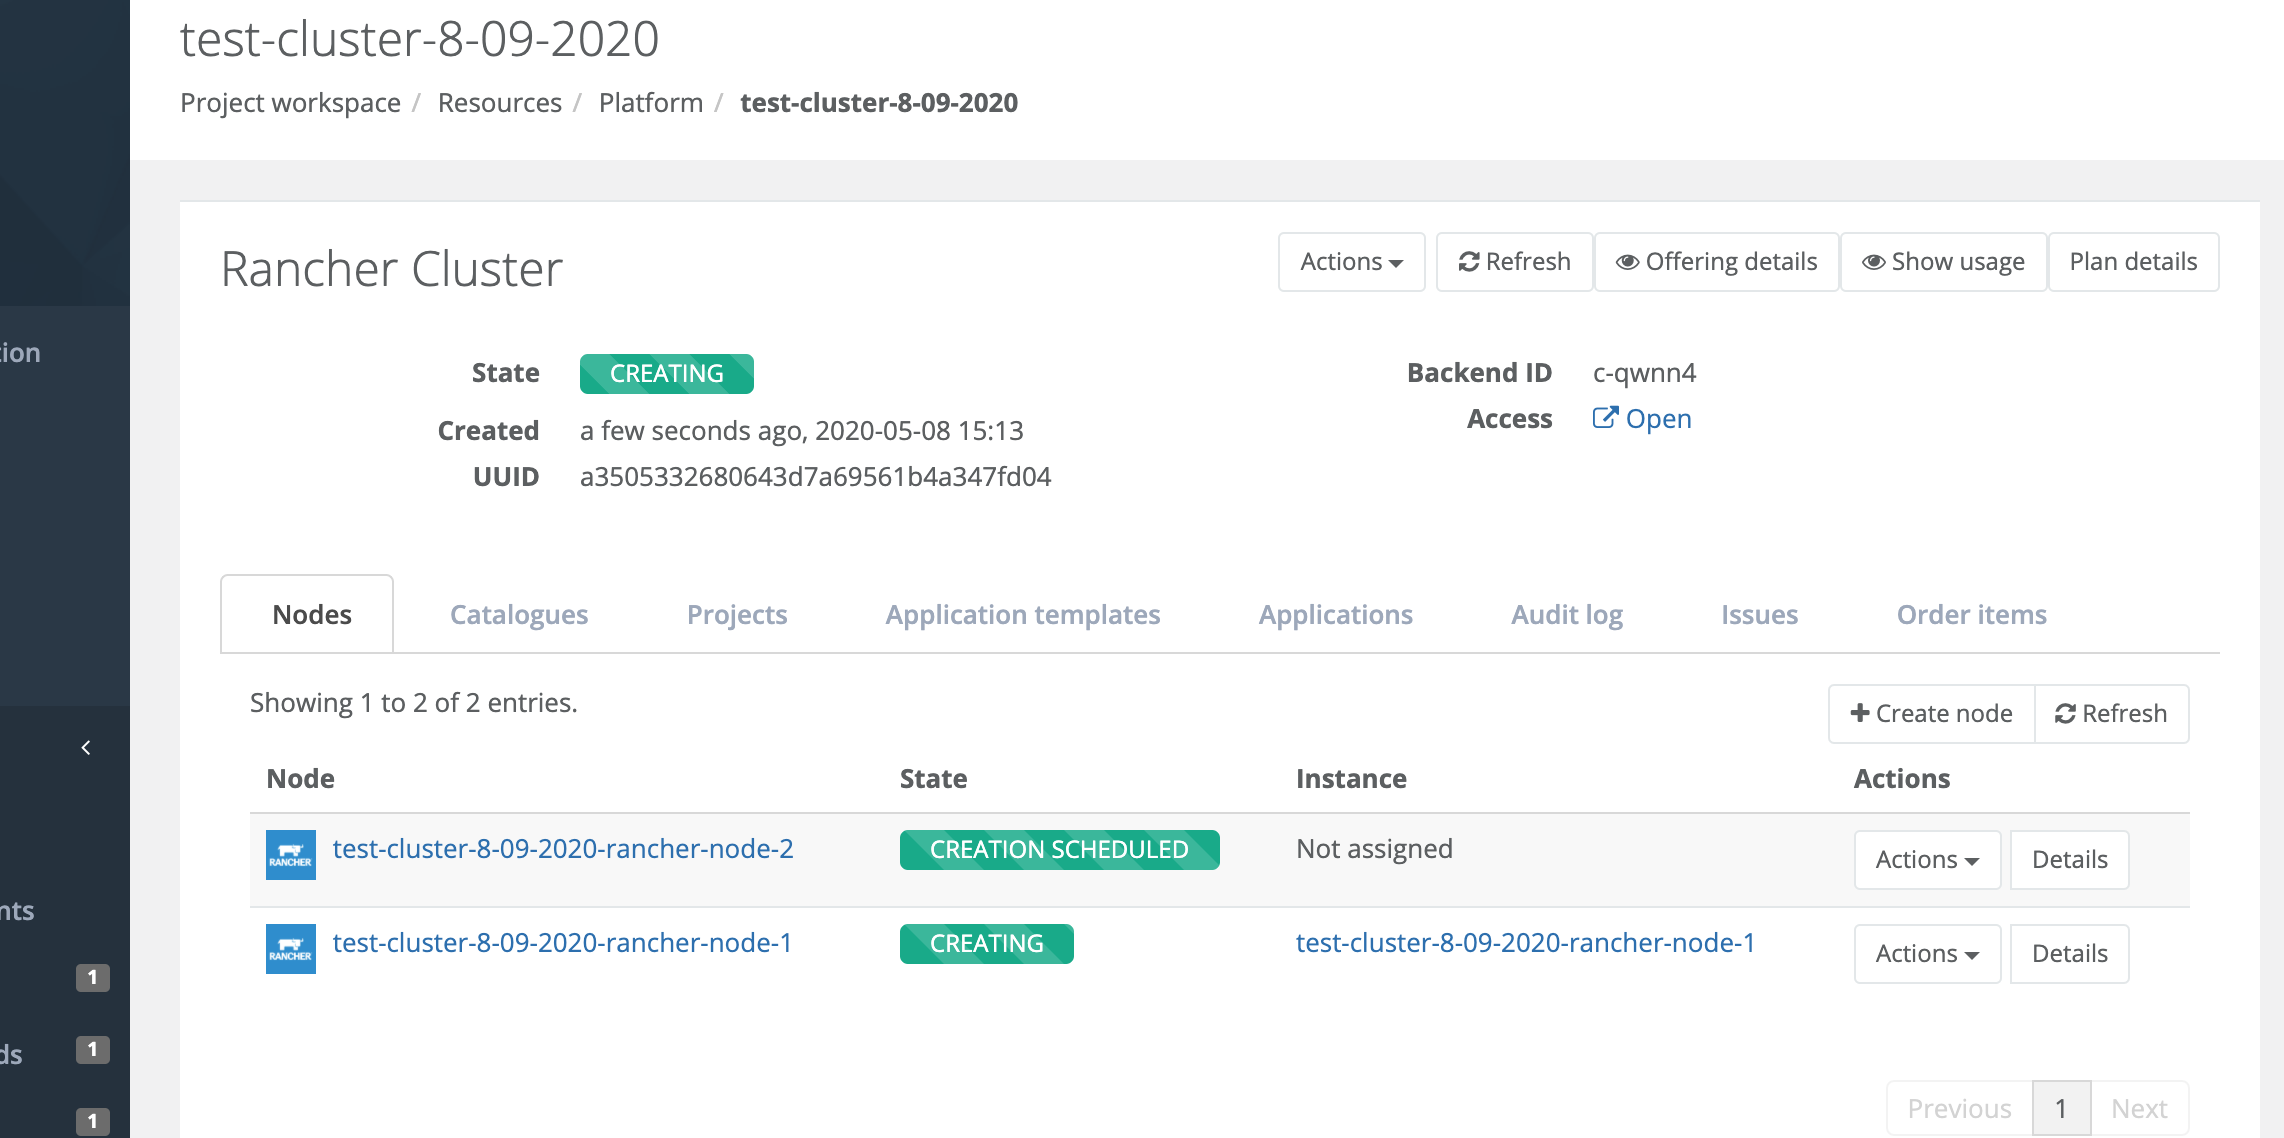 test-cluster-8-09-2020
Project workspace / Resources / Platform / test-cluster-8-09-2020
Rancher Cluster
Actions Refresh Offering details Show usage Plan details
State CREATING
Backend ID c-qwnn4
Created a few seconds ago, 2020-05-08 15:13
Access Open
UUID a3505332680643d7a69561b4a347fd04
Nodes Catalogues Projects Application templates Applications Audit log Issues Order items
Showing 1 to 2 of 2 entries.
Create node Refresh
Node State Instance Actions
RANCHER test-cluster-8-09-2020-rancher-node-2 CREATION SCHEDULED Not assigned Actions Details
RANCHER test-cluster-8-09-2020-rancher-node-1 CREATING test-cluster-8-09-2020-rancher-node-1 Actions Details
Previous 1 Next
1
1
1